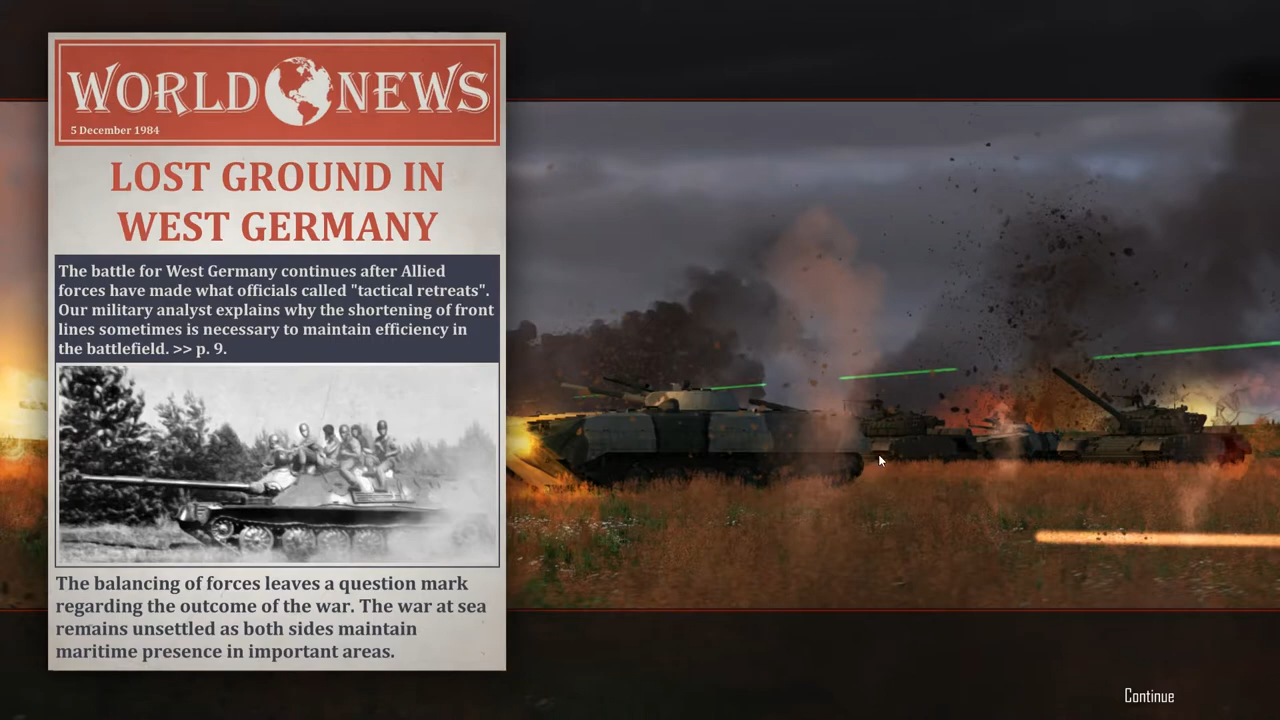 WORLD NEWS
5 December 1984
LOST GROUND IN
WEST GERMANY
The battle for West Germany continues after Allied
forces have made what officials called "tactical retreats".
Our military analyst explains why the shortening of front
lines sometimes is necessary to maintain efficiency in
the battlefield. >> p. 9.
The balancing of forces leaves a question mark
regarding the outcome of the war. The war at sea
remains unsettled as both sides maintain
maritime presence in important areas.
Continue